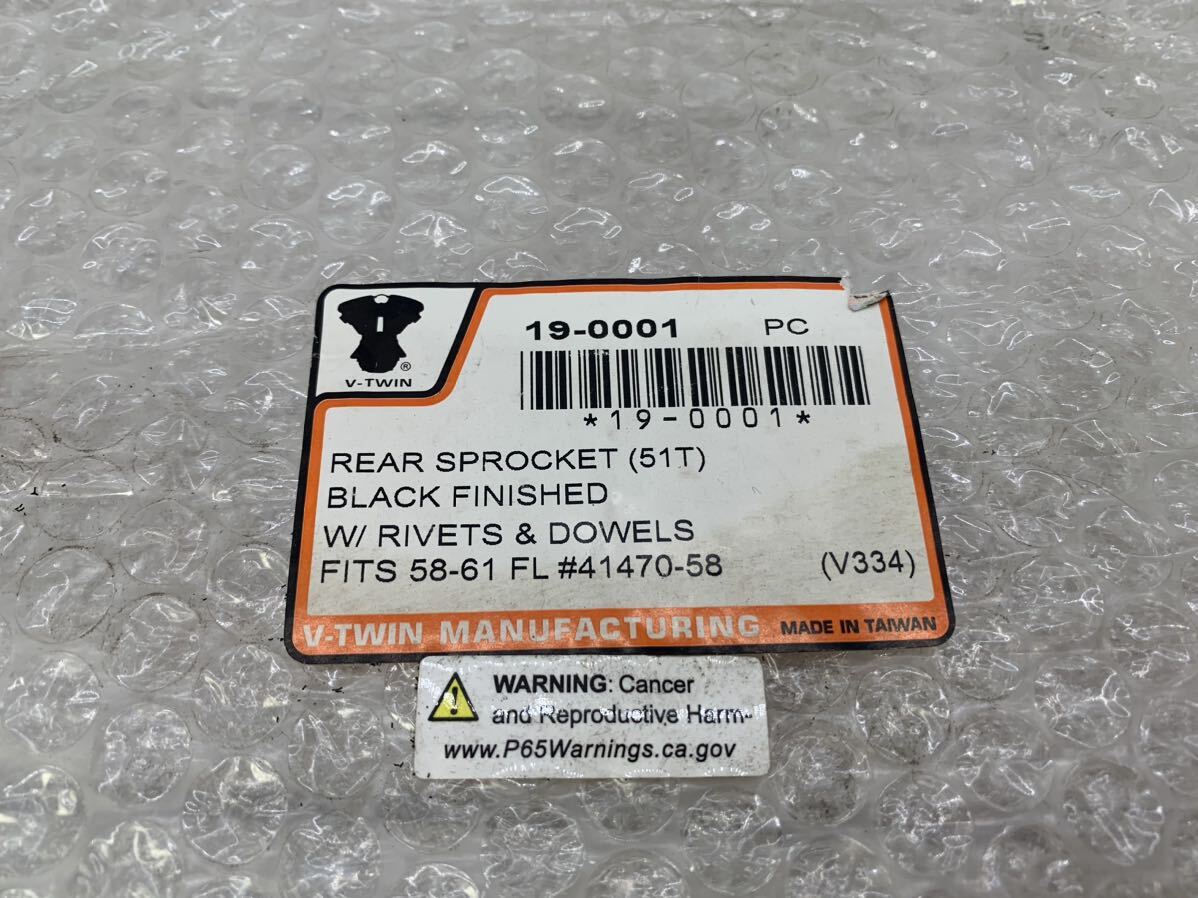 19-0001 PC
*19-0001*
V-TWIN ®
REAR SPROCKET (51T)
BLACK FINISHED
W/ RIVETS & DOWELS
FITS 58-61 FL #41470-58 (V334)
V-TWIN MANUFACTURING MADE IN TAIWAN
WARNING: Cancer
and Reproductive Harm-
www.P65Warnings.ca.gov